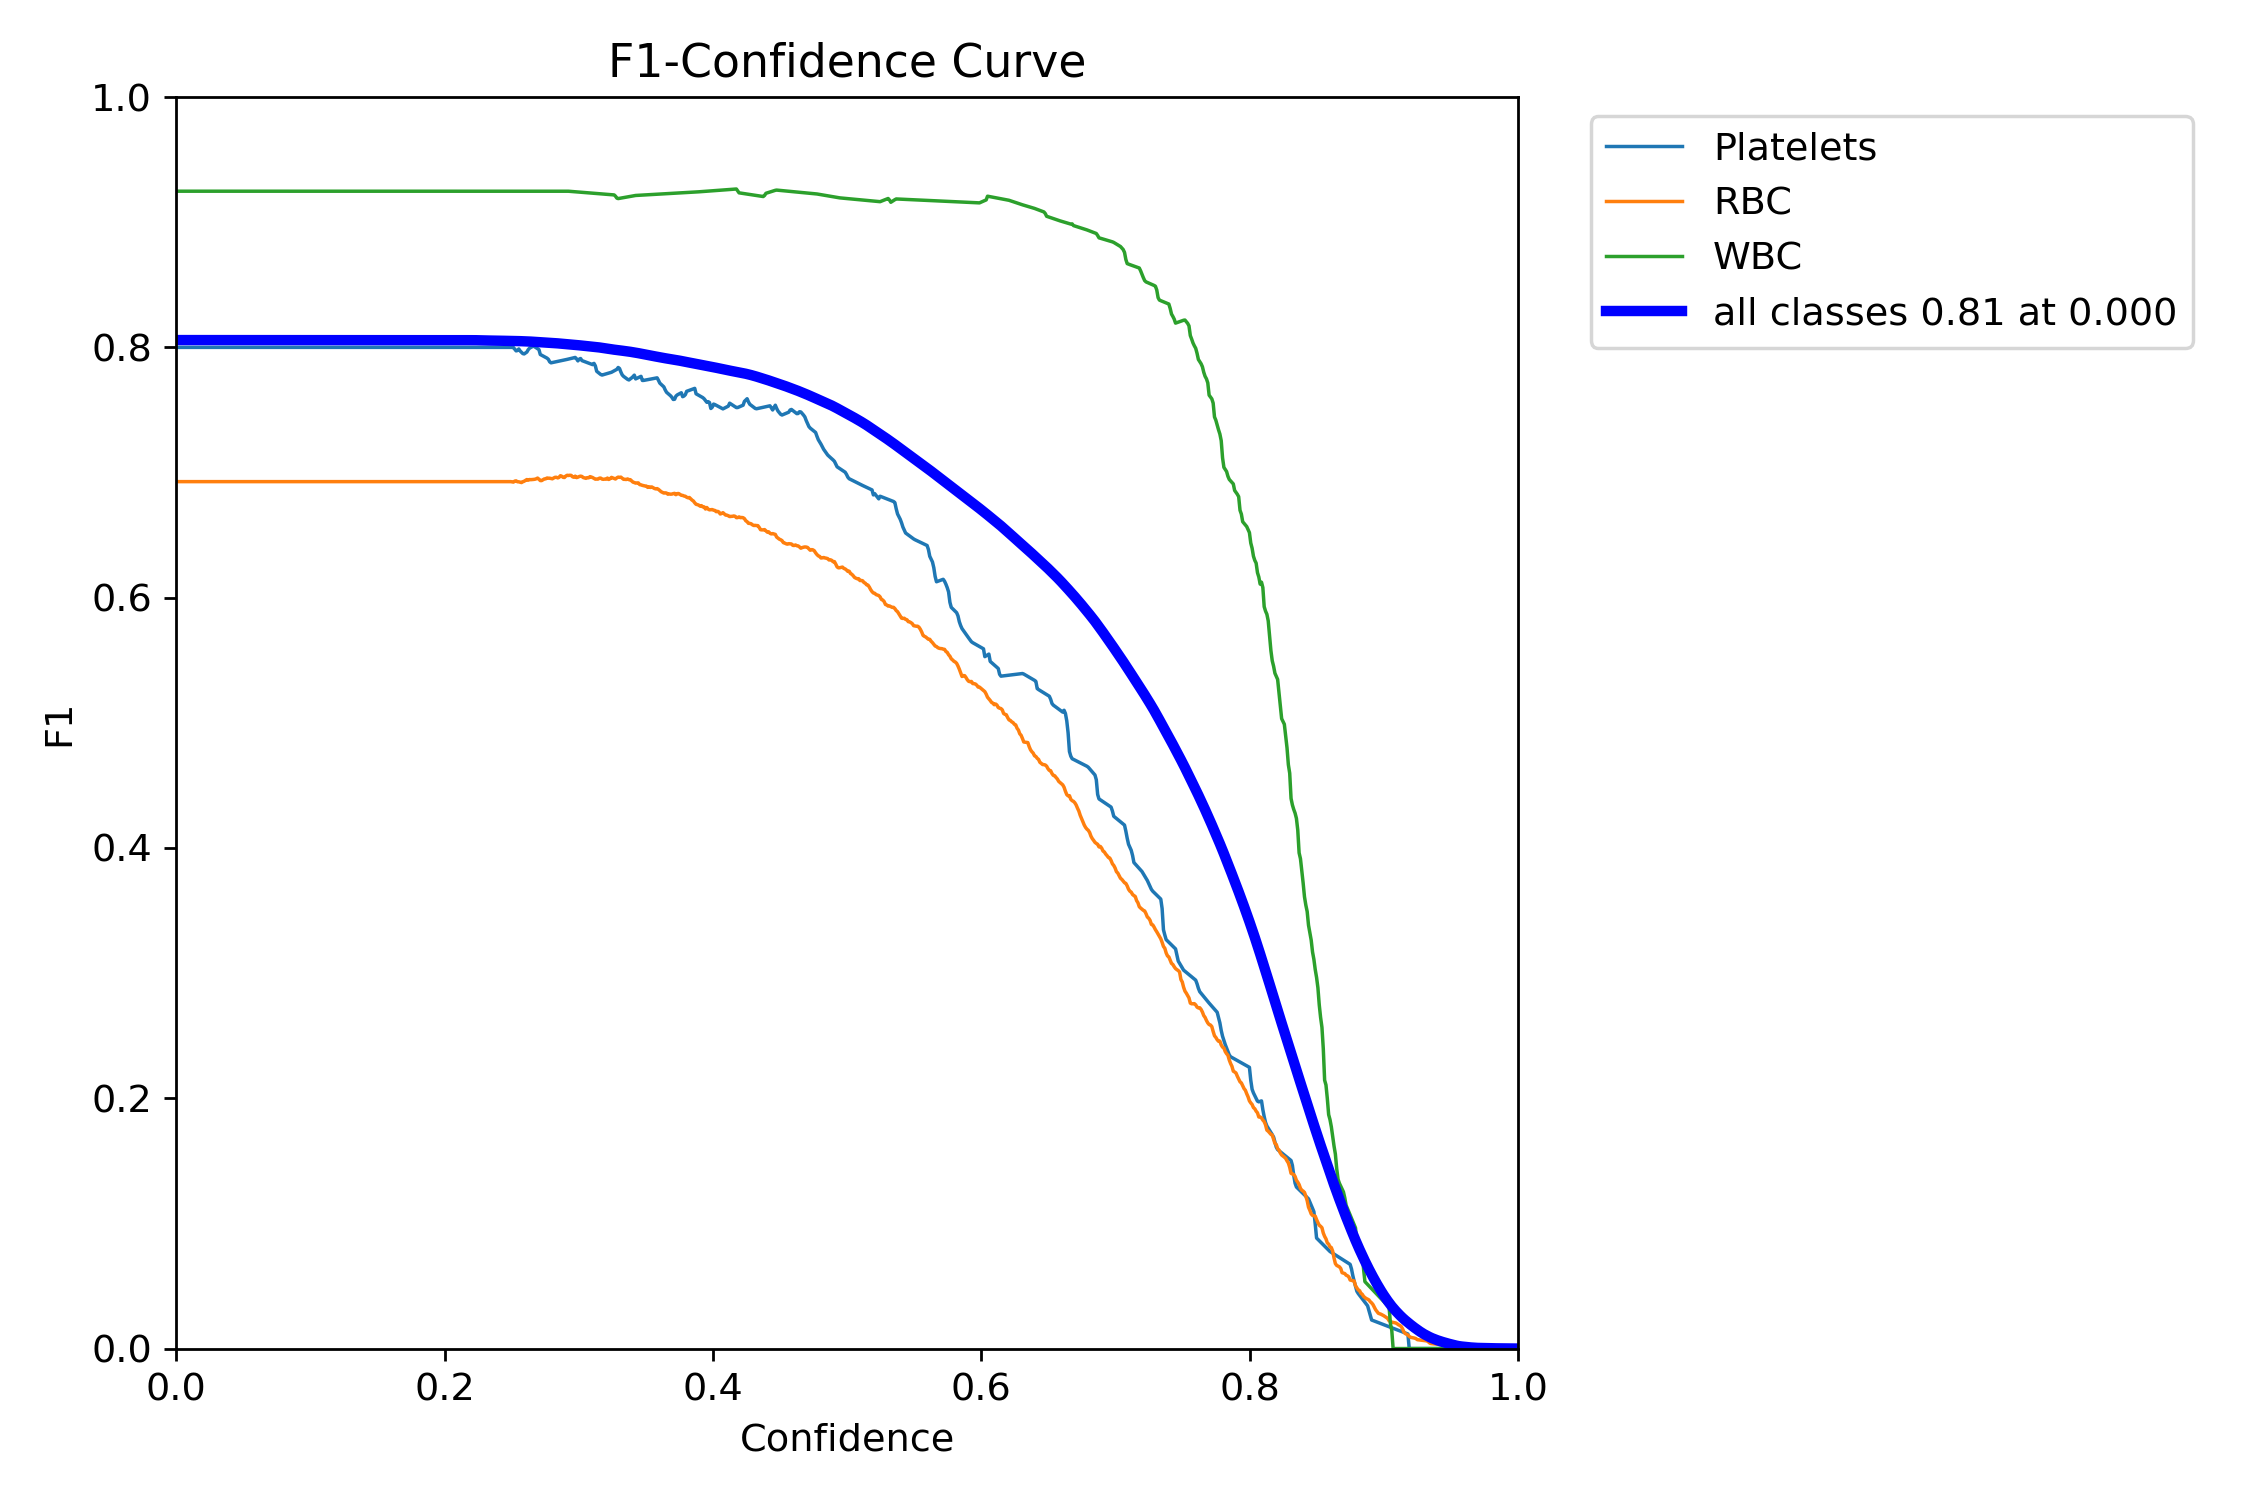 F1-Confidence Curve
1.0
0.8
0.6
0.4
0.2
0.0
F1
0.0 0.2 0.4 0.6 0.8 1.0
Confidence
Platelets
RBC
WBC
all classes 0.81 at 0.000